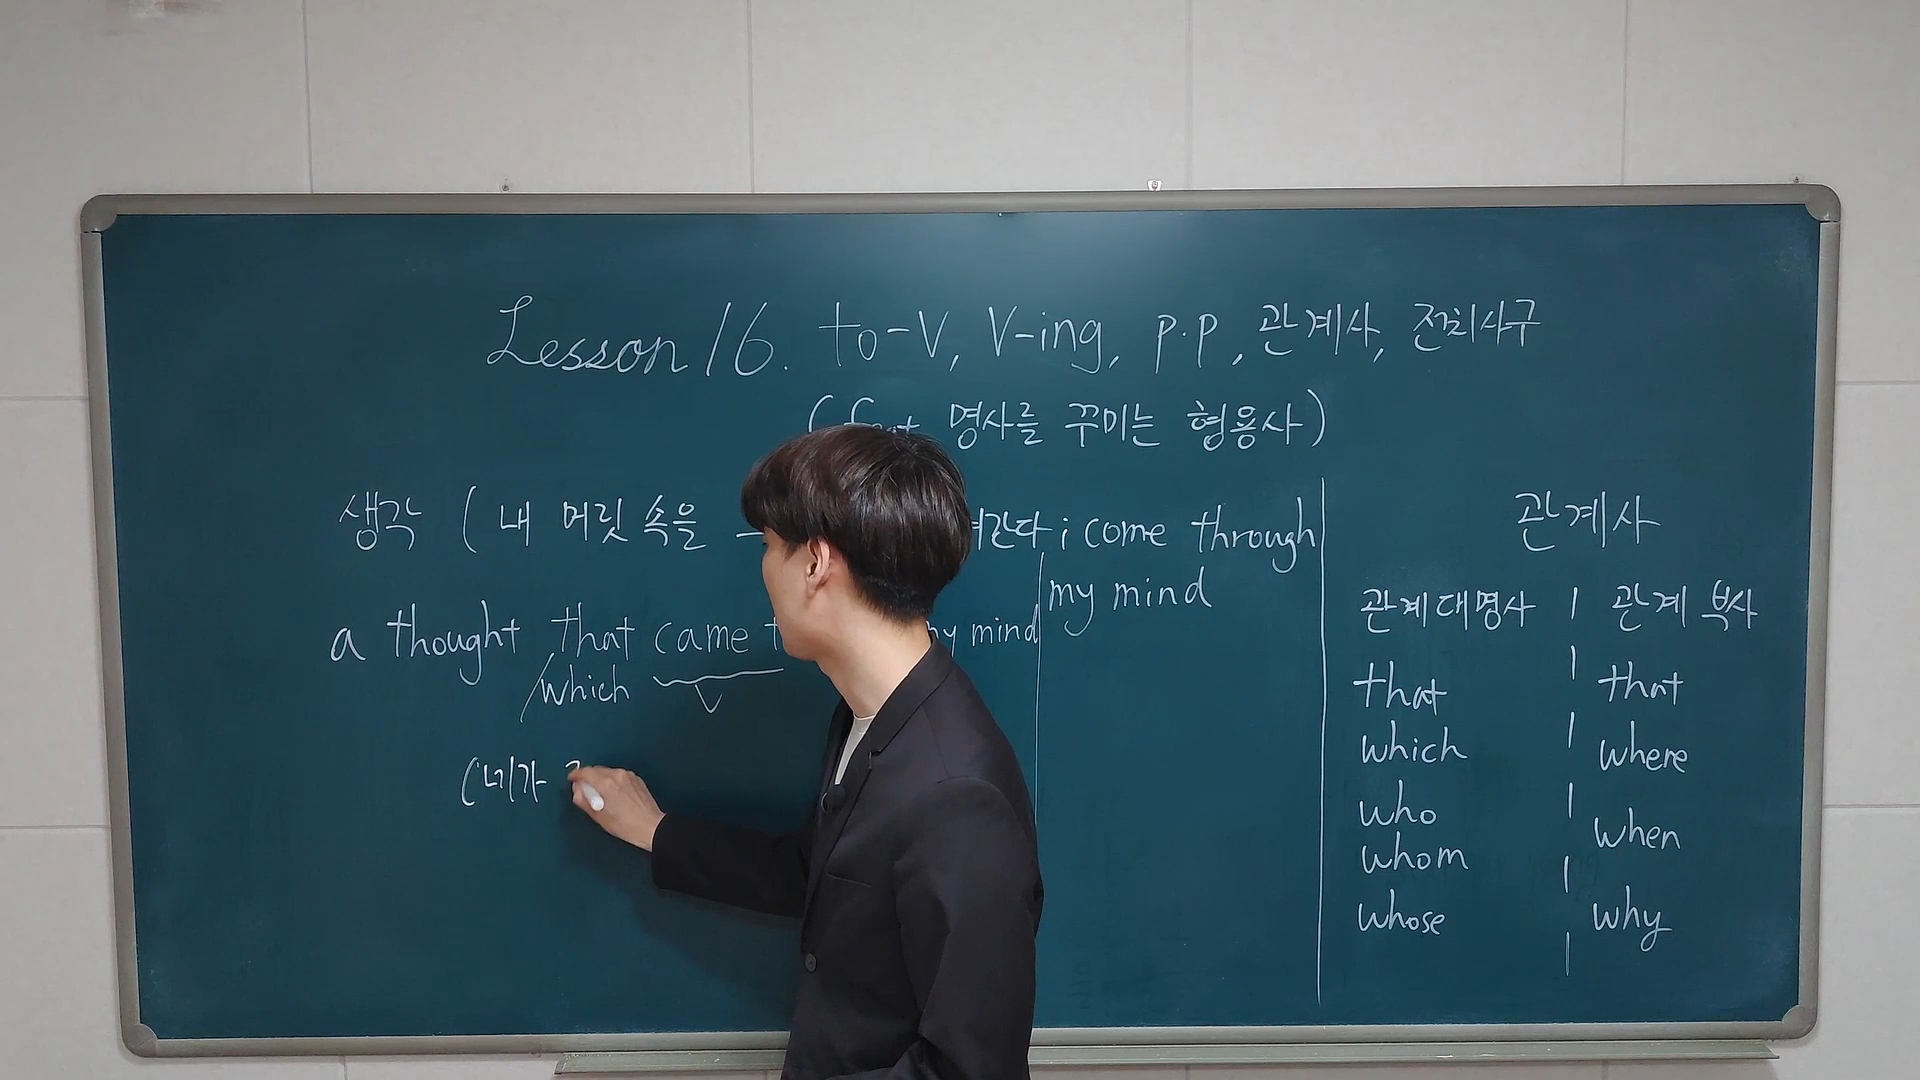 Lesson 16. to-V, V-ing, p.p, 관계사, 전치사구
( 명사를 꾸미는 형용사)
생각 ( 내 머릿 속을
; come through
my mind
a thought that came my mind
/which
V
(네가
관계사
관계대명사 | 관계 부사
that | that
which | where
who
whom | when
whose | why